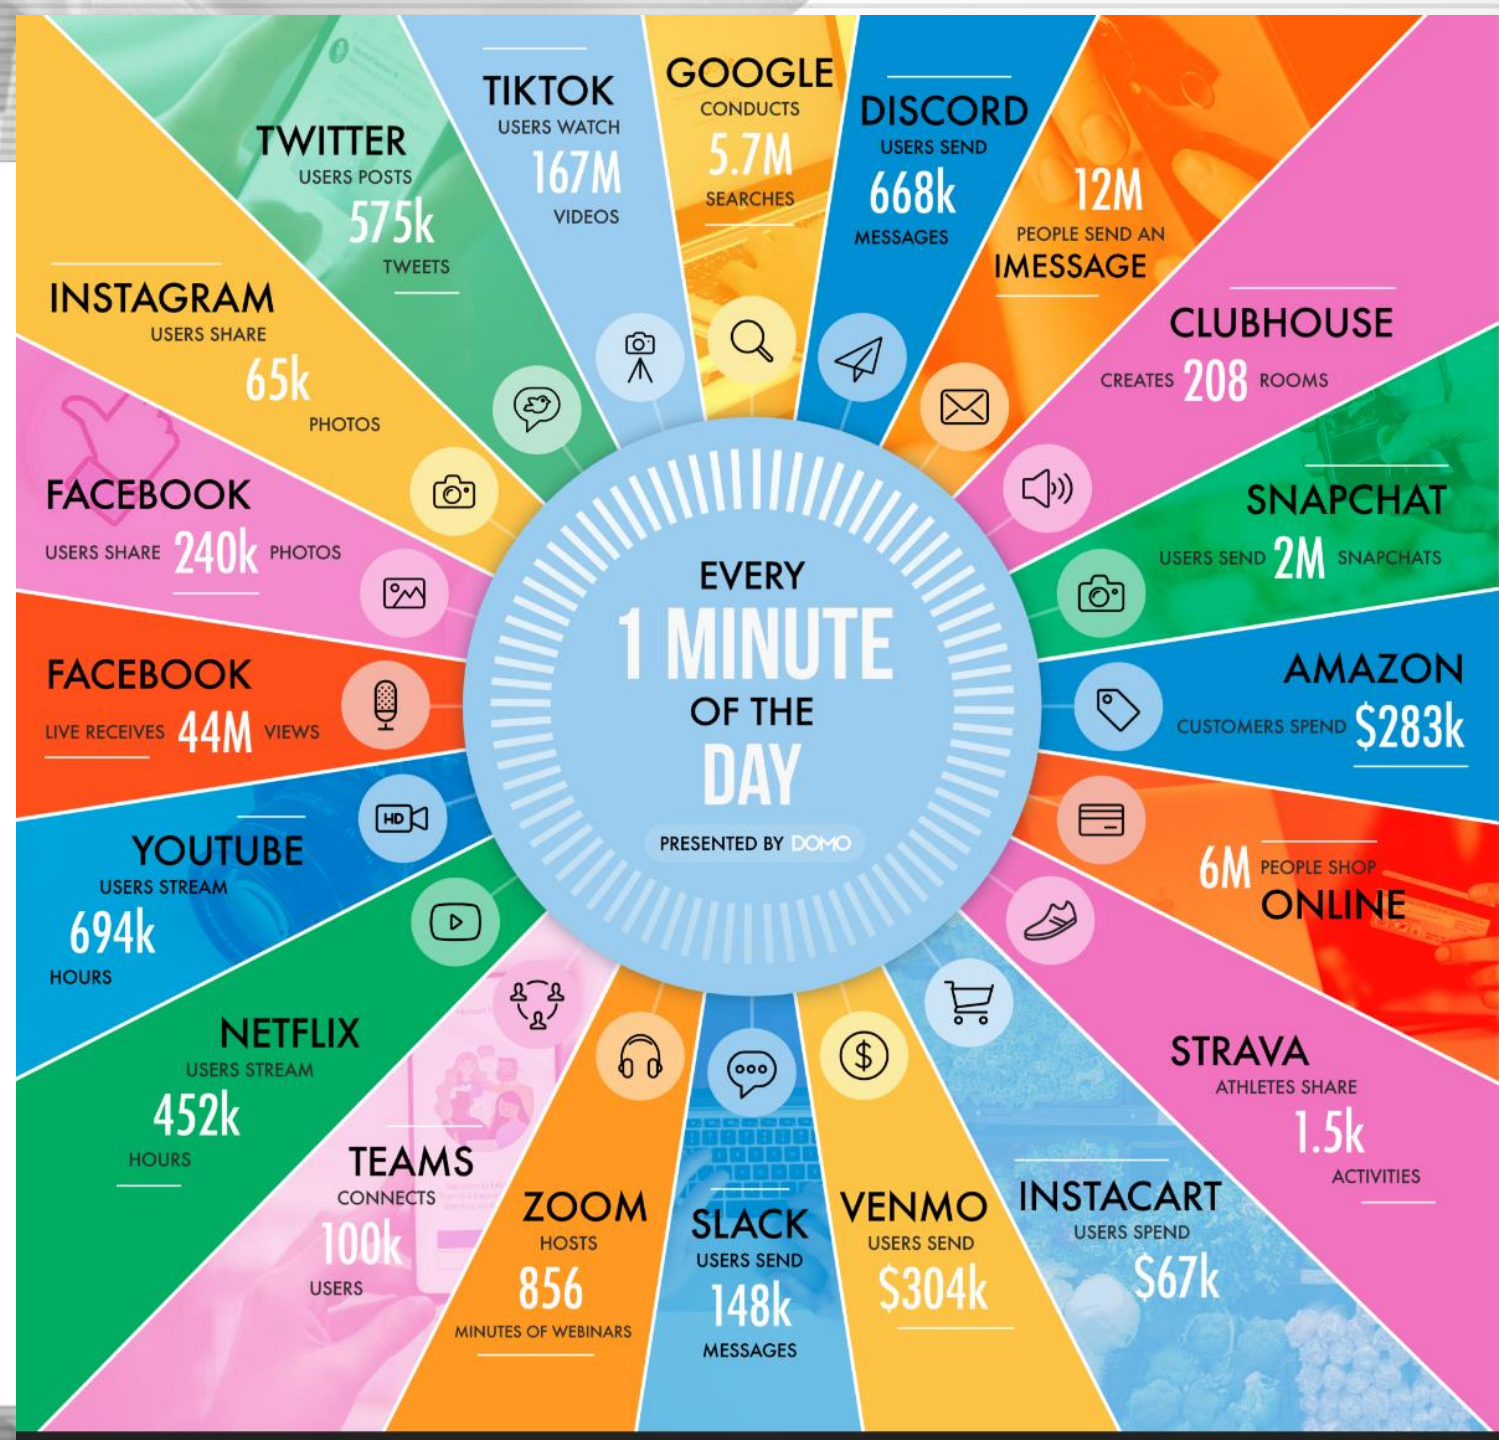 EVERY
1 MINUTE
OF THE
DAY
PRESENTED BY DOMO
GOOGLE
CONDUCTS
5.7M
SEARCHES
DISCORD
USERS SEND
668k
MESSAGES
12M
PEOPLE SEND AN
IMESSAGE
CLUBHOUSE
CREATES 208 ROOMS
SNAPCHAT
USERS SEND 2M SNAPCHATS
AMAZON
CUSTOMERS SPEND $283k
6M PEOPLE SHOP
ONLINE
STRAVA
ATHLETES SHARE
1.5k
ACTIVITIES
INSTACART
USERS SPEND
$67k
VENMO
USERS SEND
$304k
SLACK
USERS SEND
148k
MESSAGES
ZOOM
HOSTS
856
MINUTES OF WEBINARS
TEAMS
CONNECTS
100k
USERS
NETFLIX
USERS STREAM
452k
HOURS
YOUTUBE
USERS STREAM
694k
HOURS
HD
FACEBOOK
LIVE RECEIVES 44M VIEWS
FACEBOOK
USERS SHARE 240k PHOTOS
INSTAGRAM
USERS SHARE
65k
PHOTOS
TWITTER
USERS POSTS
575k
TWEETS
TIKTOK
USERS WATCH
167M
VIDEOS